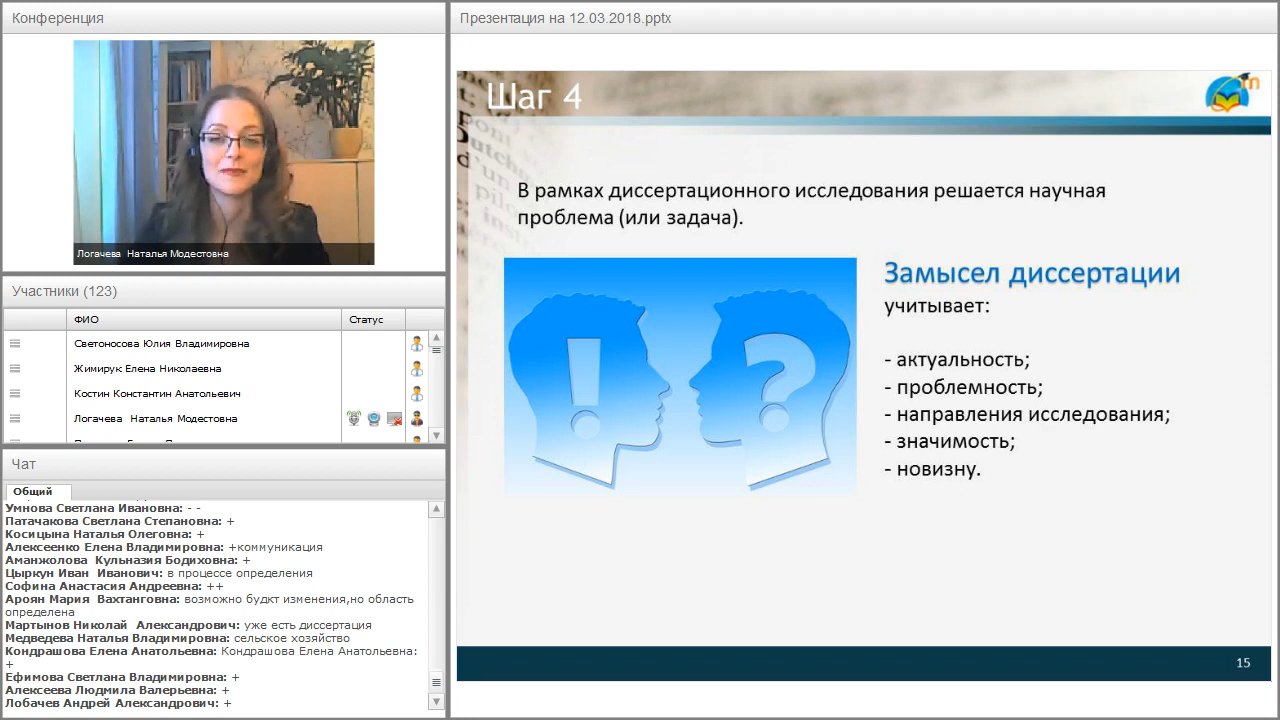 Конференция
Логачева  Наталья Модестовна
Участники (123)
ФИО
Статус
Светоносова Юлия Владимировна
Жимирук Елена Николаевна
Костин Константин Анатольевич
Логачева  Наталья Модестовна
Чат
Общий
Умнова Светлана Ивановна: - -
Патачакова Светлана Степановна: +
Косицына Наталья Олеговна: +
Алексеенко Елена Владимировна: +коммуникация
Аманжолова  Кульназия Бодиховна: +
Цыркун Иван  Иванович: в процессе определения
Софина Анастасия Андреевна: ++
Ароян Мария  Вахтанговна: возможно будкт изменения,но область
определена
Мартынов Николай  Александрович: уже есть диссертация
Медведева Наталья Владимировна: сельское хозяйство
Кондрашова Елена Анатольевна: Кондрашова Елена Анатольевна:
+
Ефимова Светлана Владимировна: +
Алексеева Людмила Валерьевна: +
Лобачев Андрей Александрович: +
Презентация на 12.03.2018.pptx
Шаг 4
m
В рамках диссертационного исследования решается научная
проблема (или задача).
!
?
Замысел диссертации
учитывает:
- актуальность;
- проблемность;
- направления исследования;
- значимость;
- новизну.
15